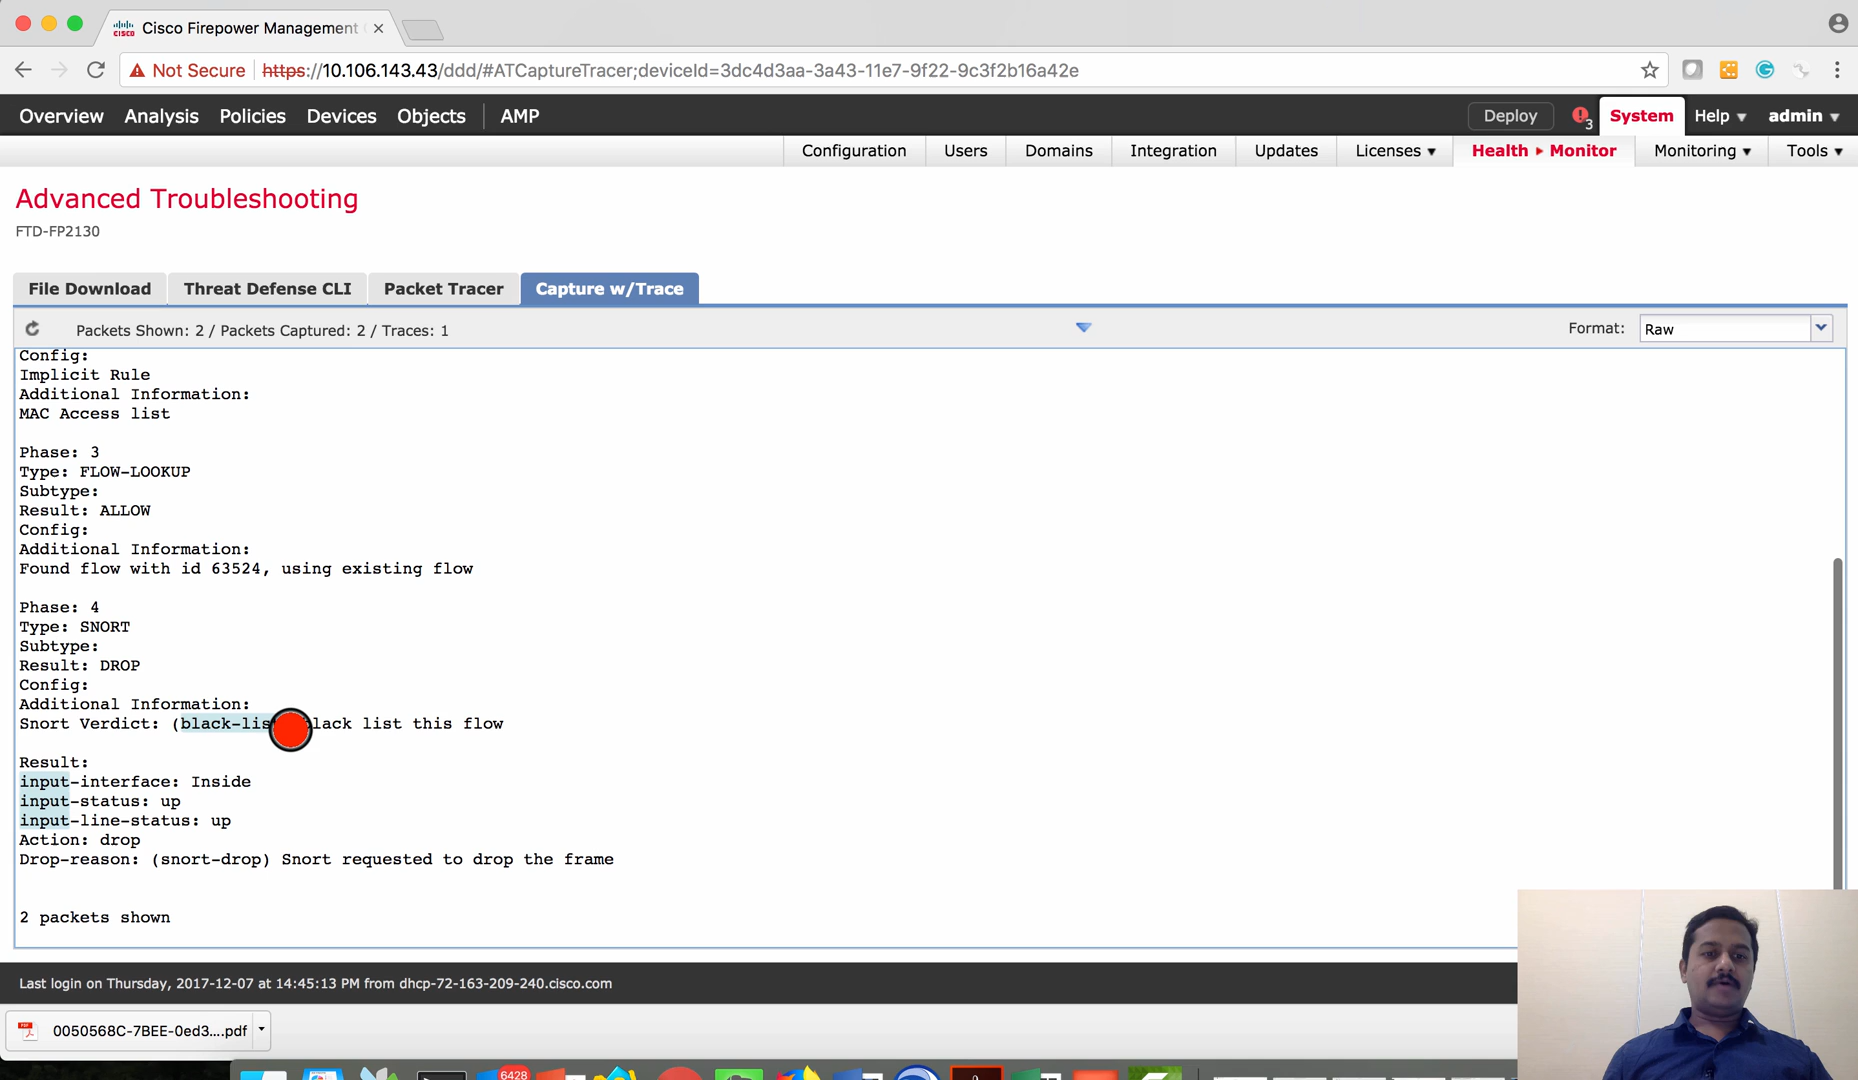 Cisco Firepower Management
Not Secure https://10.106.143.43/ddd/#ATCaptureTracer;deviceId=3dc4d3aa-3a43-11e7-9f22-9c3f2b16a42e
Overview Analysis Policies Devices Objects AMP Deploy 3 System Help admin
Configuration Users Domains Integration Updates Licenses Health Monitor Monitoring Tools
Advanced Troubleshooting
FTD-FP2130
File Download Threat Defense CLI Packet Tracer Capture w/Trace
Packets Shown: 2 / Packets Captured: 2 / Traces: 1 Format: Raw
Config:
Implicit Rule
Additional Information:
MAC Access list
Phase: 3
Type: FLOW-LOOKUP
Subtype:
Result: ALLOW
Config:
Additional Information:
Found flow with id 63524, using existing flow
Phase: 4
Type: SNORT
Subtype:
Result: DROP
Config:
Additional Information:
Snort Verdict: (black-lis lack list this flow
Result:
input-interface: Inside
input-status: up
input-line-status: up
Action: drop
Drop-reason: (snort-drop) Snort requested to drop the frame
2 packets shown
Last login on Thursday, 2017-12-07 at 14:45:13 PM from dhcp-72-163-209-240.cisco.com
0050568C-7BEE-0ed3....pdf
6428